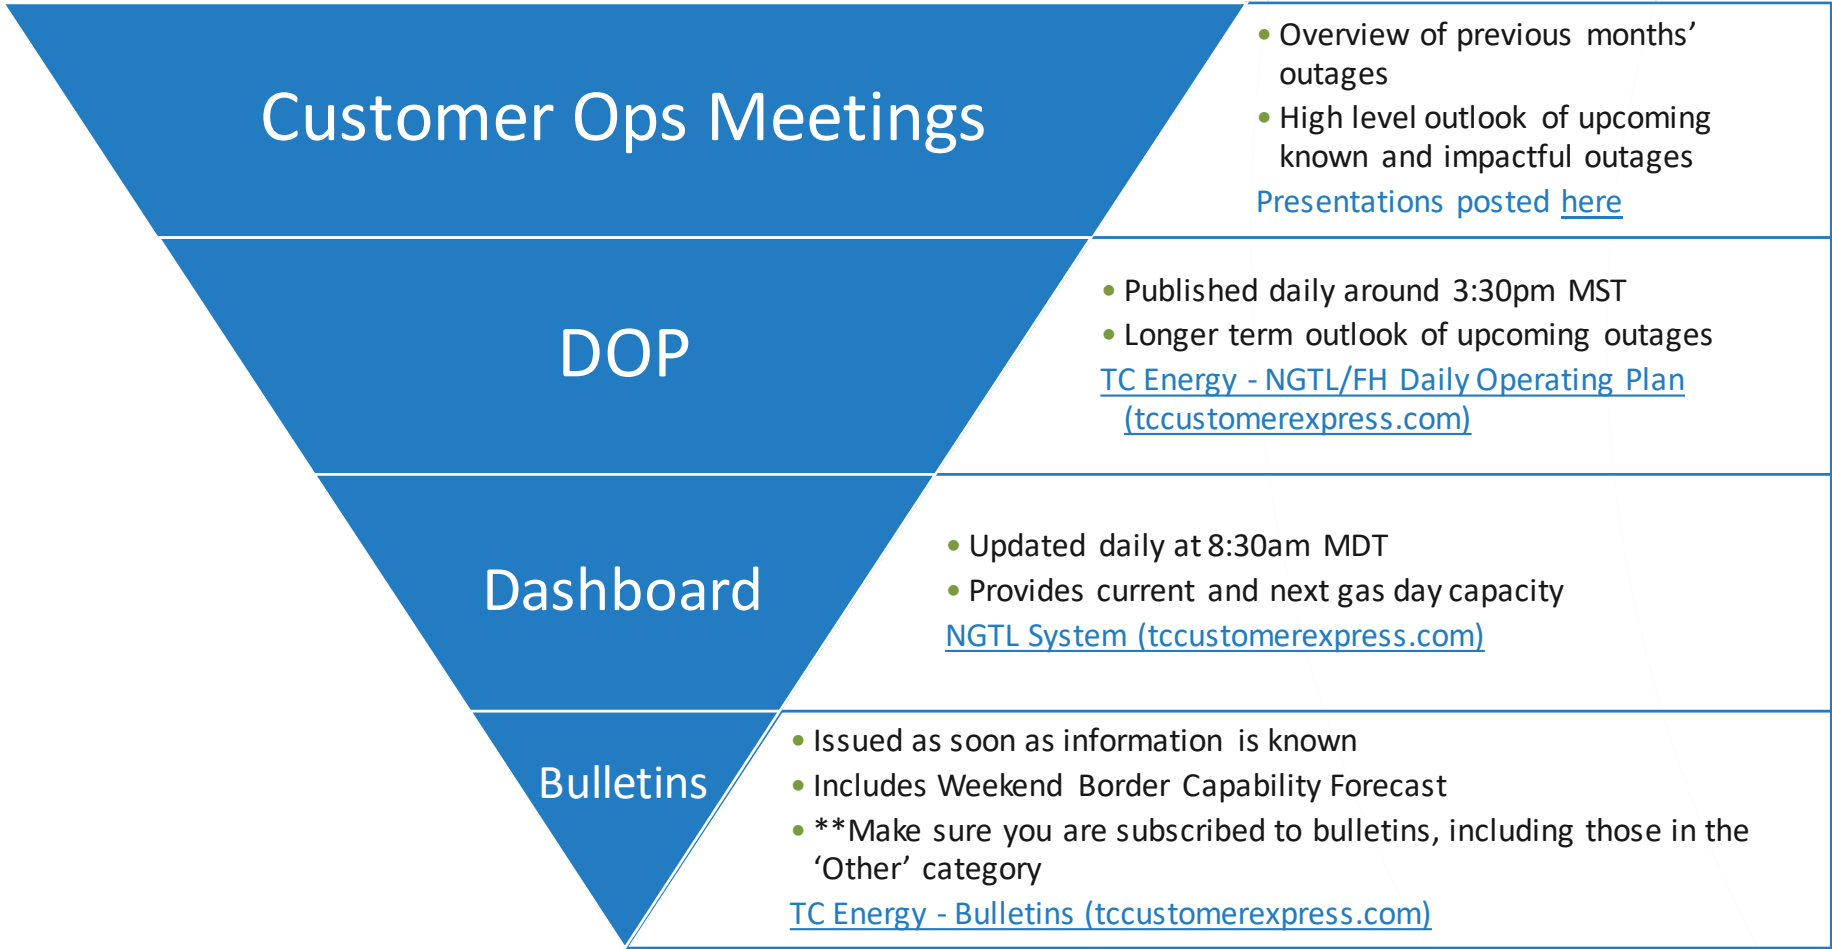 Customer Ops Meetings
• Overview of previous months’
outages
• High level outlook of upcoming
known and impactful outages
Presentations posted here
DOP
• Published daily around 3:30pm MST
• Longer term outlook of upcoming outages
TC Energy - NGTL/FH Daily Operating Plan
(tccustomerexpress.com)
Dashboard
• Updated daily at 8:30am MDT
• Provides current and next gas day capacity
NGTL System (tccustomerexpress.com)
Bulletins
• Issued as soon as information is known
• Includes Weekend Border Capability Forecast
• **Make sure you are subscribed to bulletins, including those in the
‘Other’ category
TC Energy - Bulletins (tccustomerexpress.com)